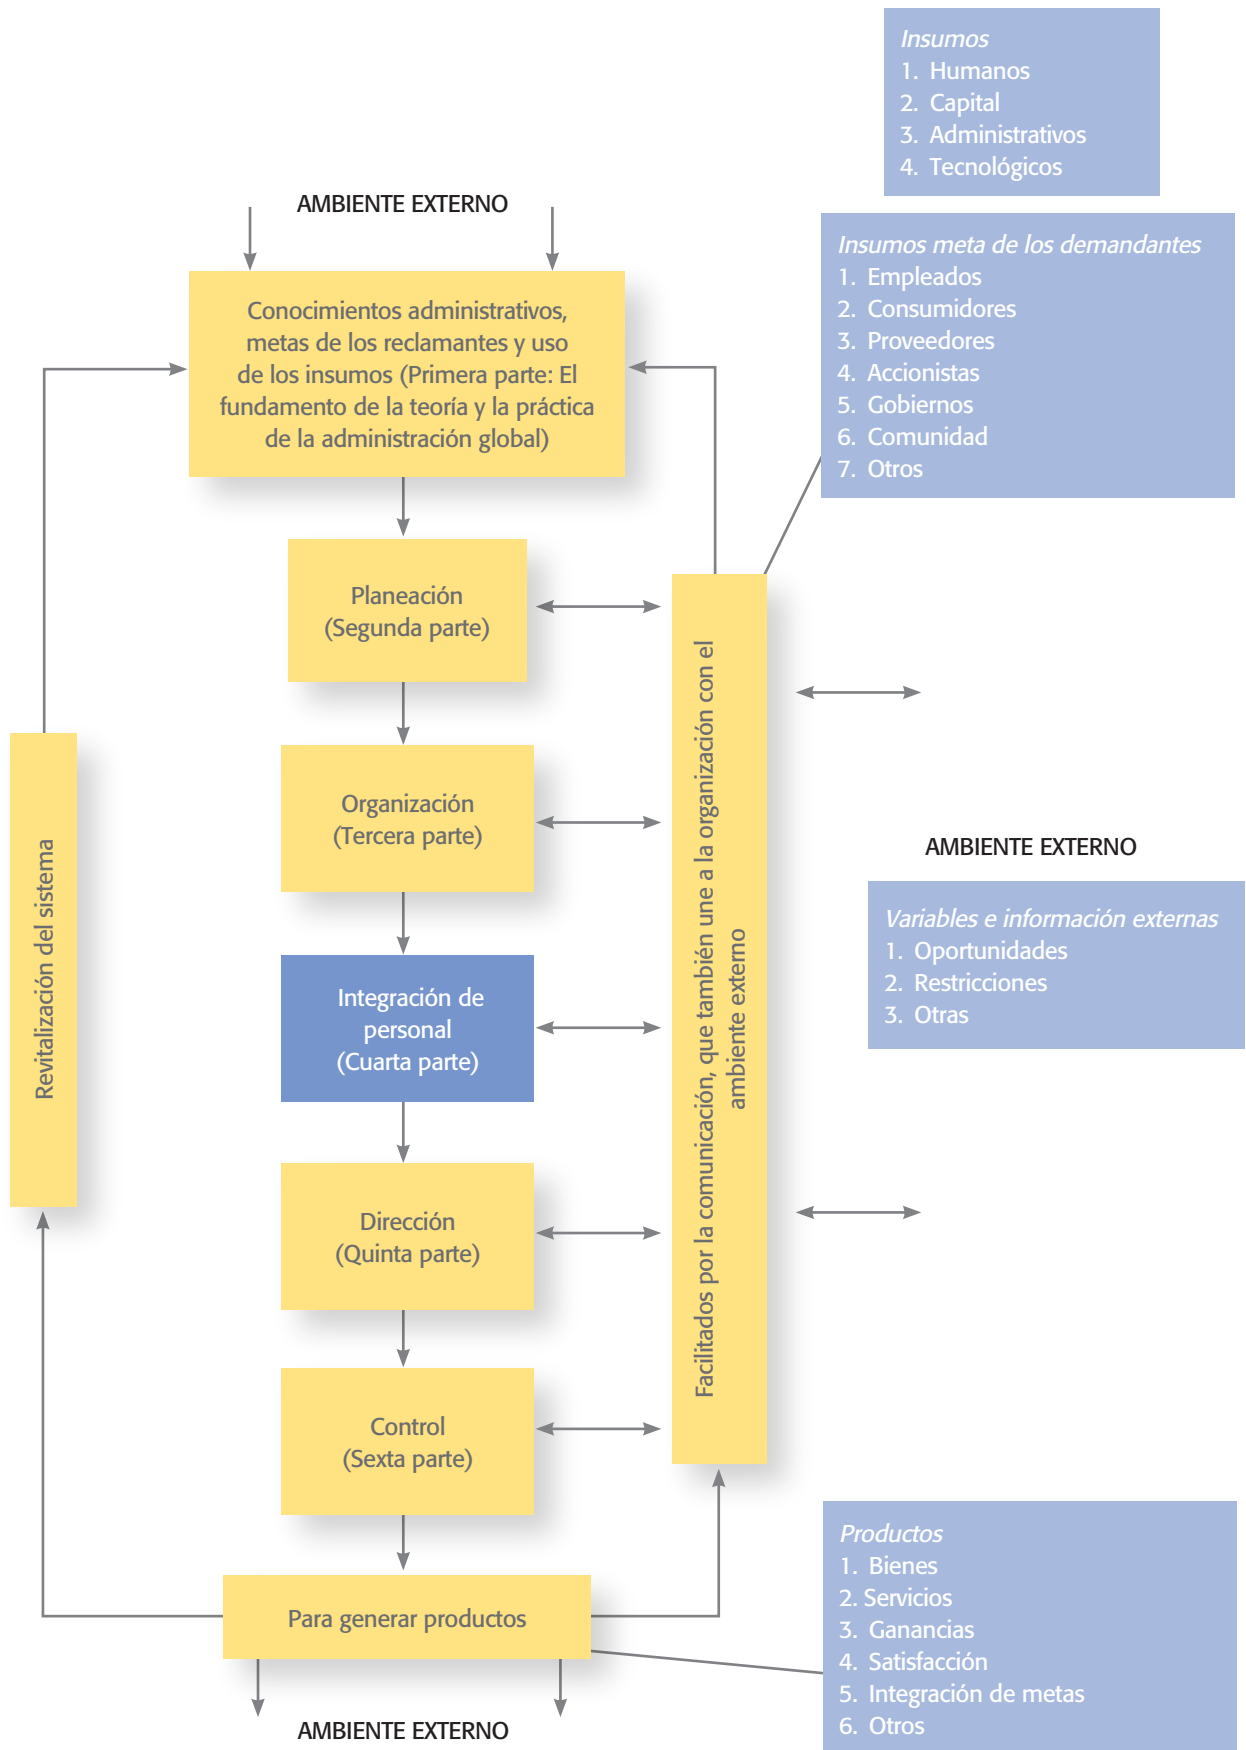 Insumos
1. Humanos
2. Capital
3. Administrativos
4. Tecnológicos
AMBIENTE EXTERNO
Insumos meta de los demandantes
1. Empleados
2. Consumidores
3. Proveedores
4. Accionistas
5. Gobiernos
6. Comunidad
7. Otros
Conocimientos administrativos,
metas de los reclamantes y uso
de los insumos (Primera parte: El
fundamento de la teoría y la práctica
de la administración global)
Planeación
(Segunda parte)
Organización
(Tercera parte)
Integración de
personal
(Cuarta parte)
Dirección
(Quinta parte)
Control
(Sexta parte)
Para generar productos
Revitalización del sistema
Facilitados por la comunicación, que también une a la organización con el
ambiente externo
AMBIENTE EXTERNO
Variables e información externas
1. Oportunidades
2. Restricciones
3. Otras
Productos
1. Bienes
2. Servicios
3. Ganancias
4. Satisfacción
5. Integración de metas
6. Otros
AMBIENTE EXTERNO